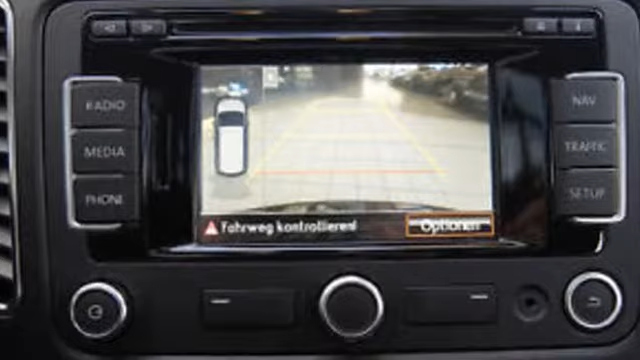 RADIO
NAV
MEDIA
TRAFFIC
PHONE
SETUP
Fahrweg kontrollieren!
Optionen